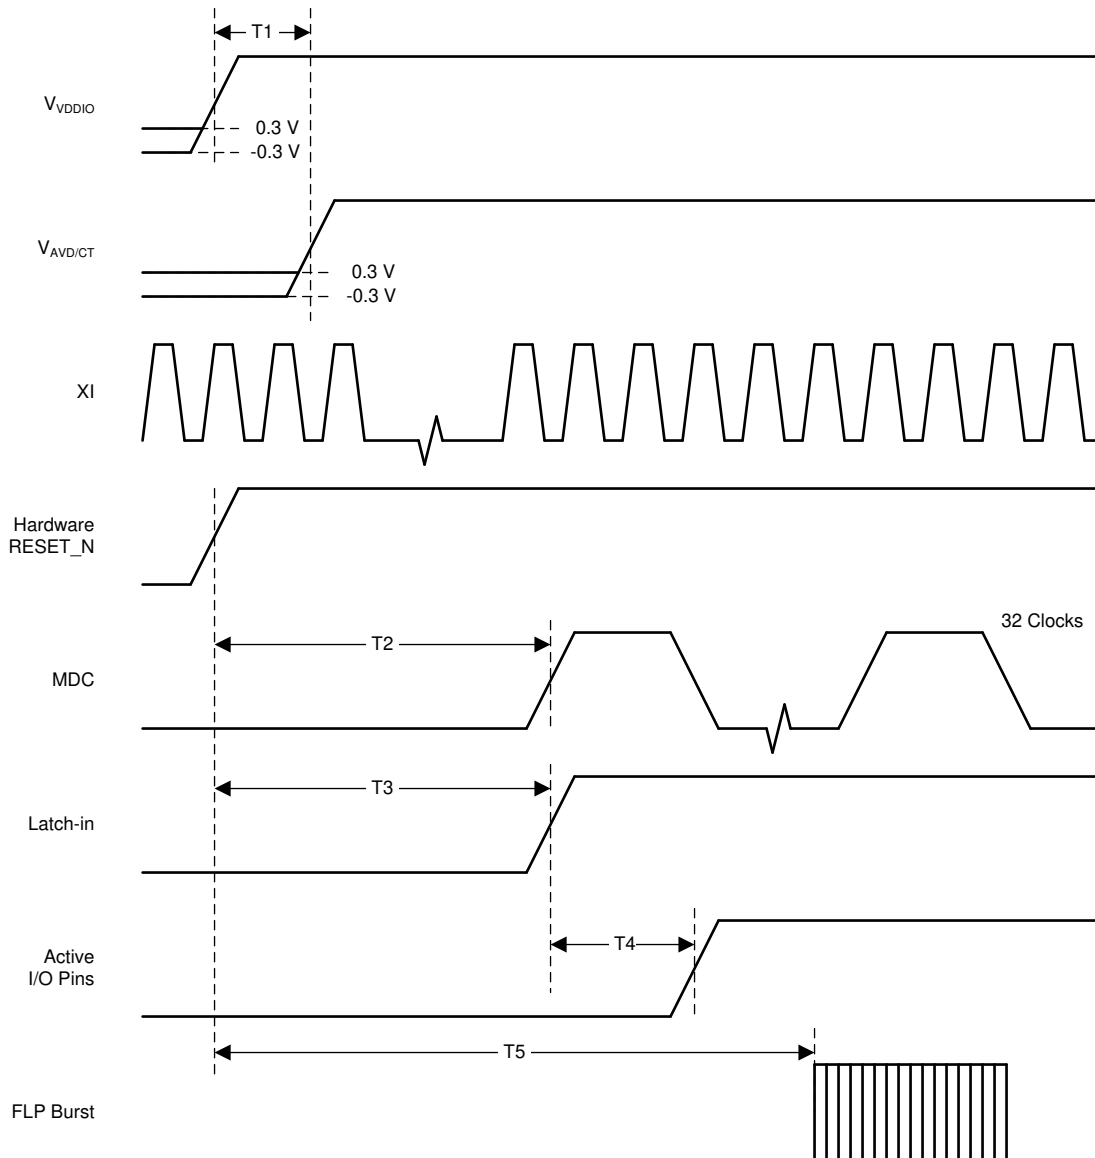 T1
V_VDDIO
0.3 V
-0.3 V
V_AVD/CT
0.3 V
-0.3 V
XI
Hardware
RESET_N
32 Clocks
T2
MDC
T3
Latch-in
T4
Active
I/O Pins
T5
FLP Burst